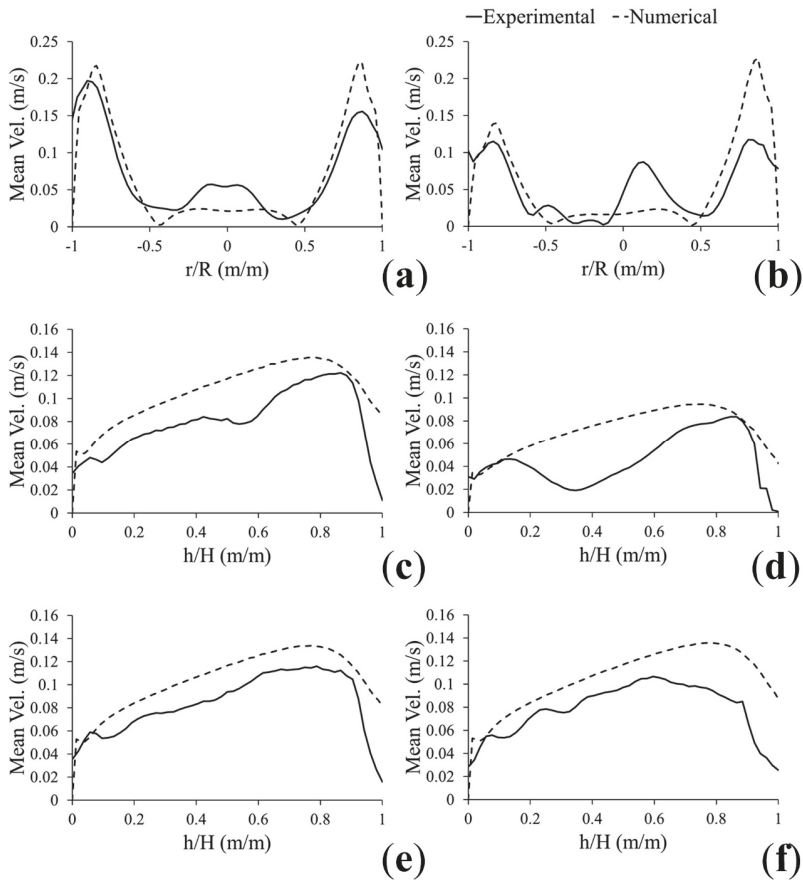 Experimental Numerical
0.25 0.25
Mean Vel. (m/s) Mean Vel. (m/s)
0.2 0.2
0.15 0.15
0.1 0.1
0.05 0.05
0 0
-1 -0.5 0 0.5 1 -1 -0.5 0 0.5 1
r/R (m/m) (a) r/R (m/m) (b)
0.16 0.16
Mean Vel. (m/s) Mean Vel. (m/s)
0.14 0.14
0.12 0.12
0.1 0.1
0.08 0.08
0.06 0.06
0.04 0.04
0.02 0.02
0 0
0 0.2 0.4 0.6 0.8 1 0 0.2 0.4 0.6 0.8 1
h/H (m/m) (c) h/H (m/m) (d)
0.16 0.16
Mean Vel. (m/s) Mean Vel. (m/s)
0.14 0.14
0.12 0.12
0.1 0.1
0.08 0.08
0.06 0.06
0.04 0.04
0.02 0.02
0 0
0 0.2 0.4 0.6 0.8 1 0 0.2 0.4 0.6 0.8 1
h/H (m/m) (e) h/H (m/m) (f)